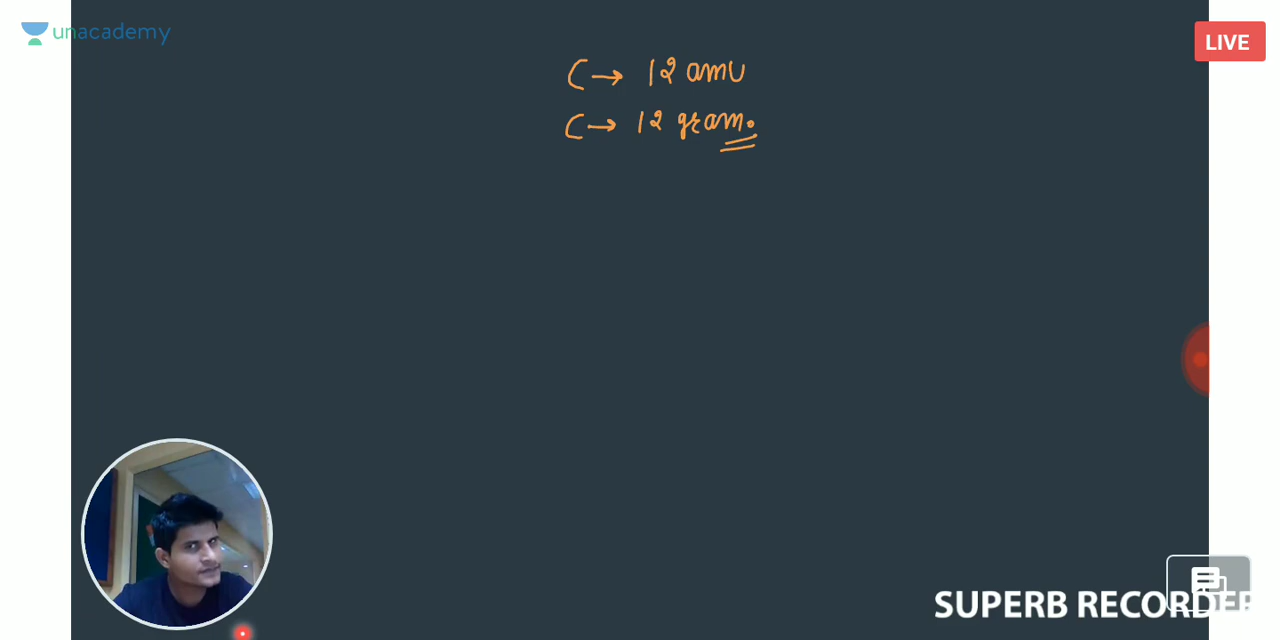 unacademy
LIVE
C → 12 amu
C → 12 gram.
SUPERB RECORDER